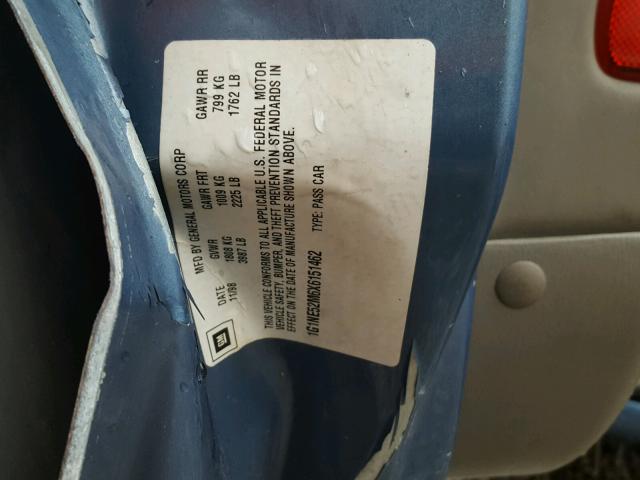 MFD BY GENERAL MOTORS CORP
DATE GVWR GAWR FRT GAWR RR
11/98 1808 KG 1009 KG 799 KG
3987 LB 2225 LB 1762 LB
THIS VEHICLE CONFORMS TO ALL APPLICABLE U.S. FEDERAL MOTOR
VEHICLE SAFETY, BUMPER, AND THEFT PREVENTION STANDARDS IN
EFFECT ON THE DATE OF MANUFACTURE SHOWN ABOVE.
1G1NE52M6X6151462 TYPE: PASS CAR
GM